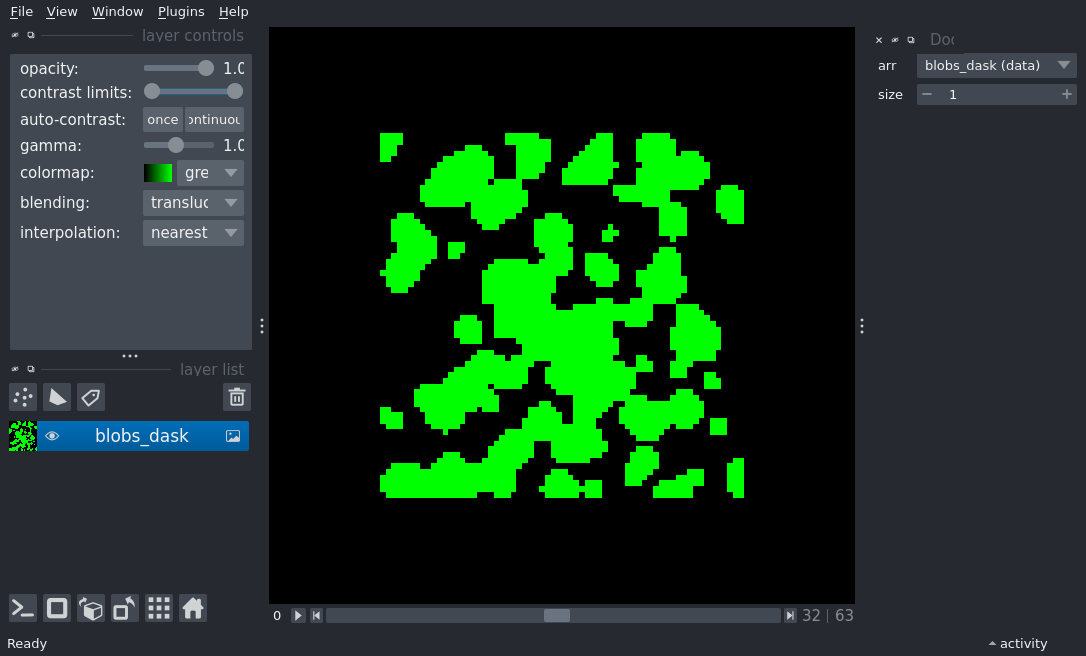 File View Window Plugins Help
layer controls
opacity: 1.0
contrast limits:
auto-contrast: once ontinuou
gamma: 1.0
colormap: gre
blending: transluc
interpolation: nearest
layer list
blobs_dask
0 32 | 63
Ready
Doc
arr blobs_dask (data)
size 1
activity